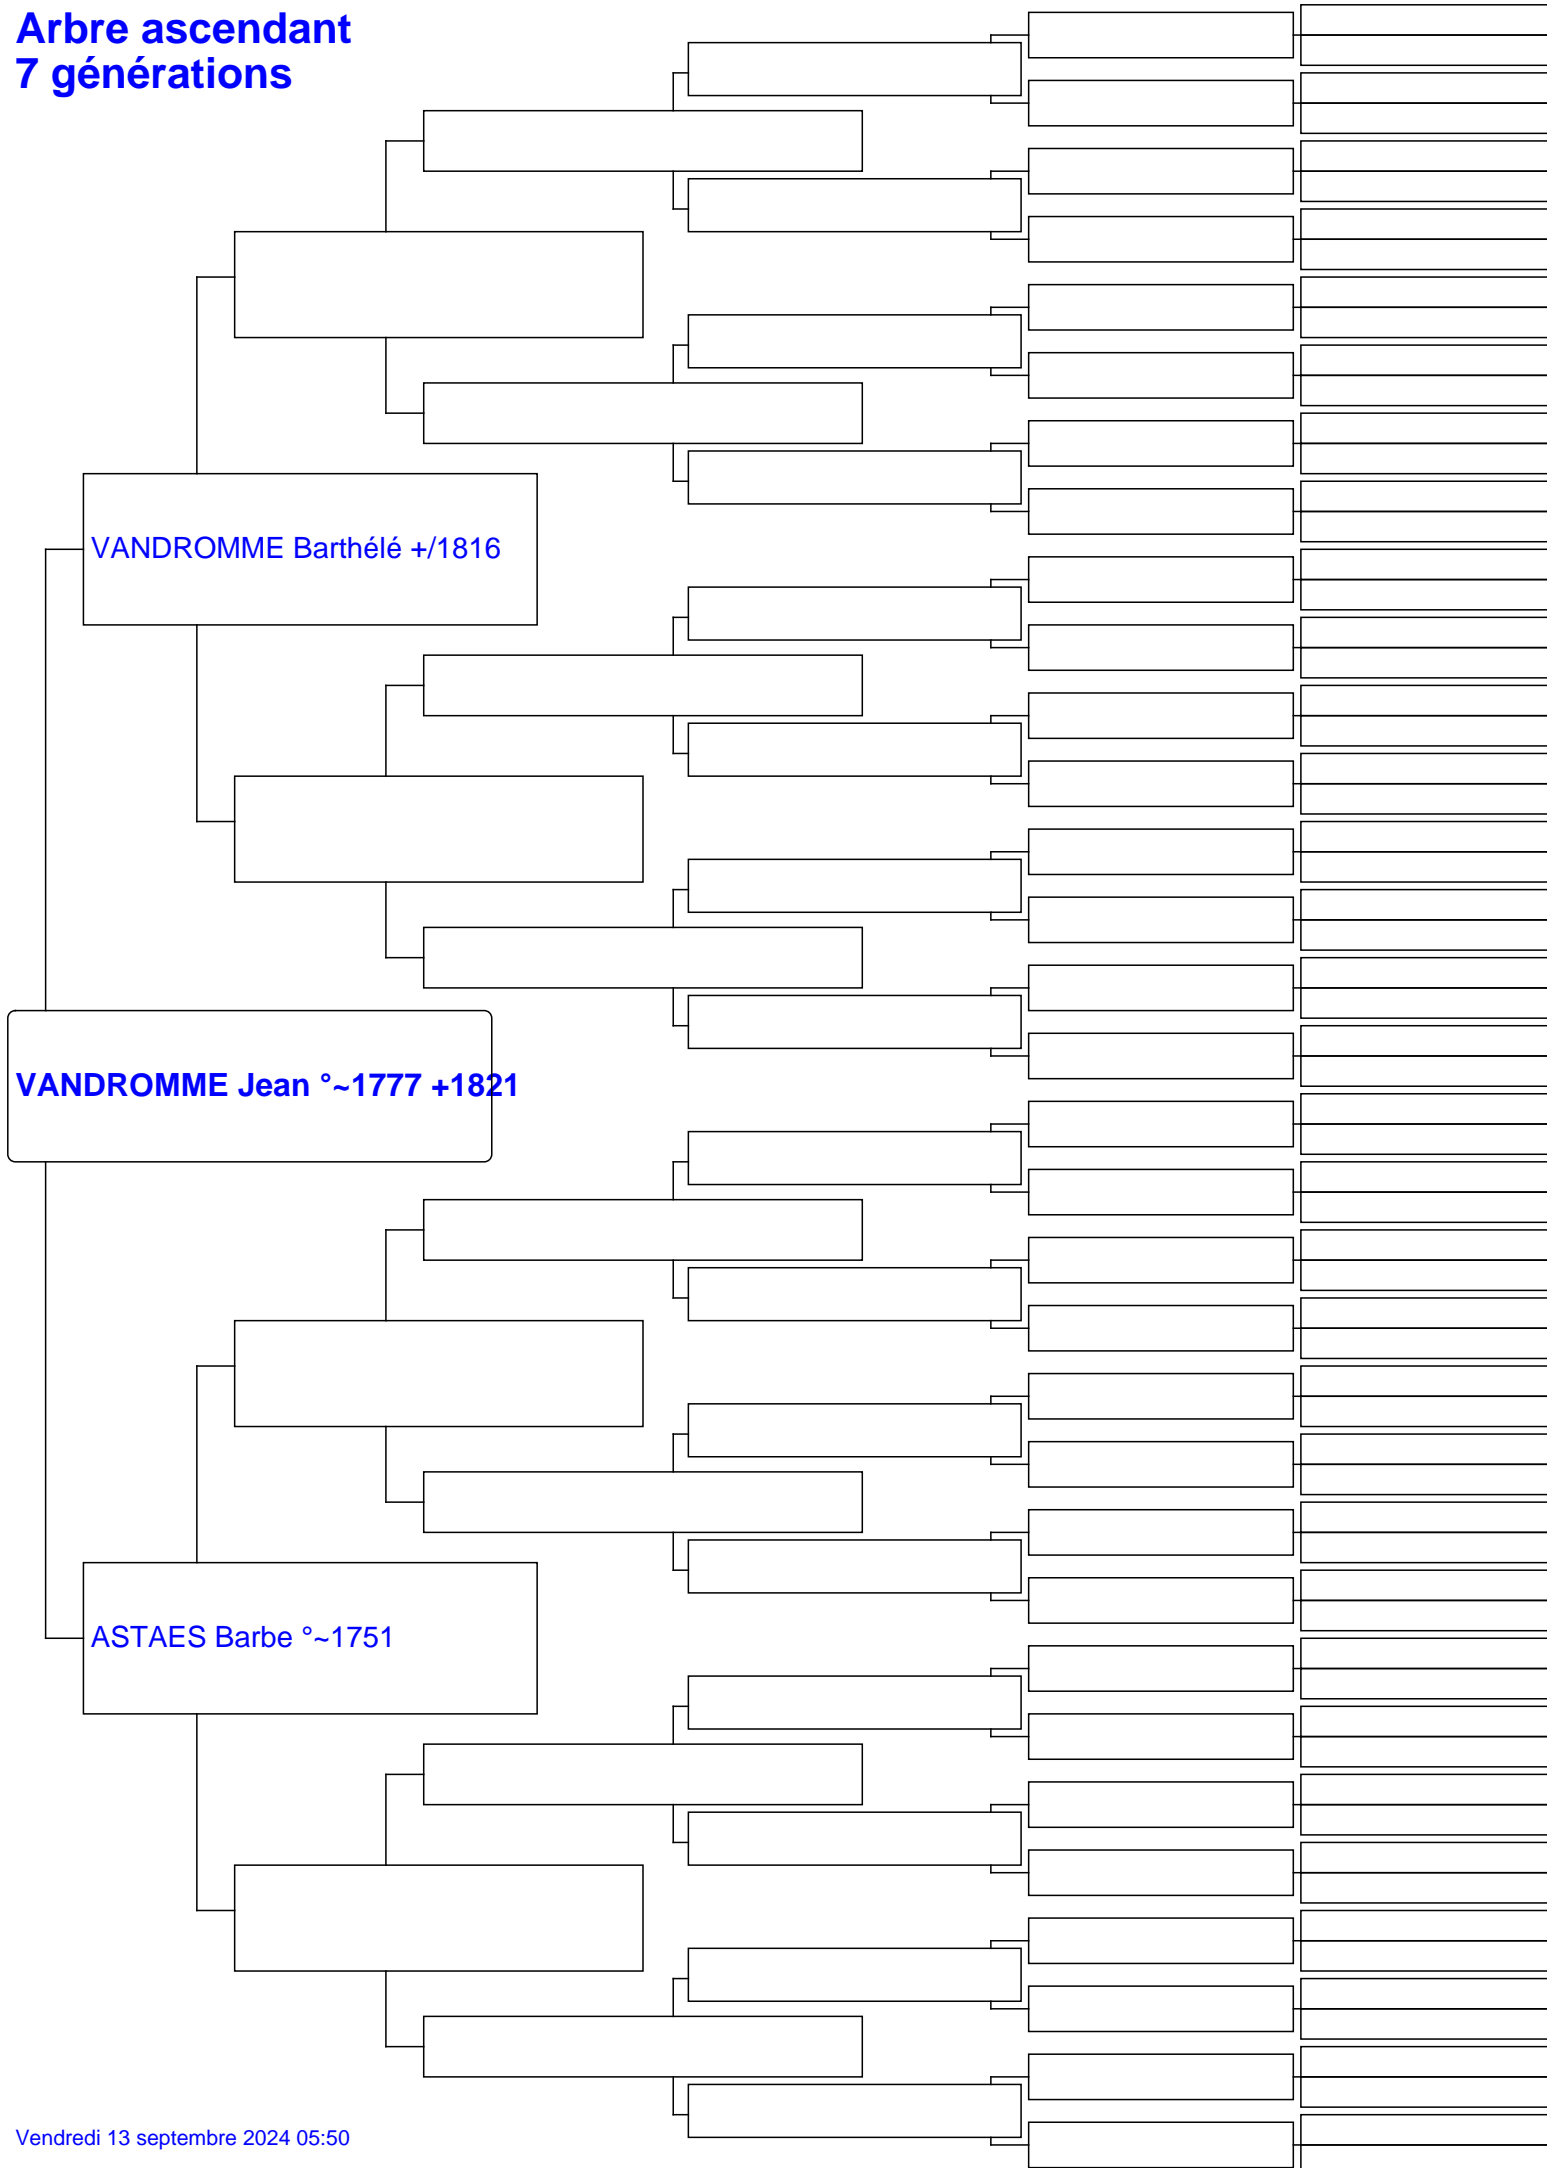 Arbre ascendant
7 générations
VANDROMME Barthélé +/1816
VANDROMME Jean °~1777 +1821
ASTAES Barbe °~1751
Vendredi 13 septembre 2024 05:50